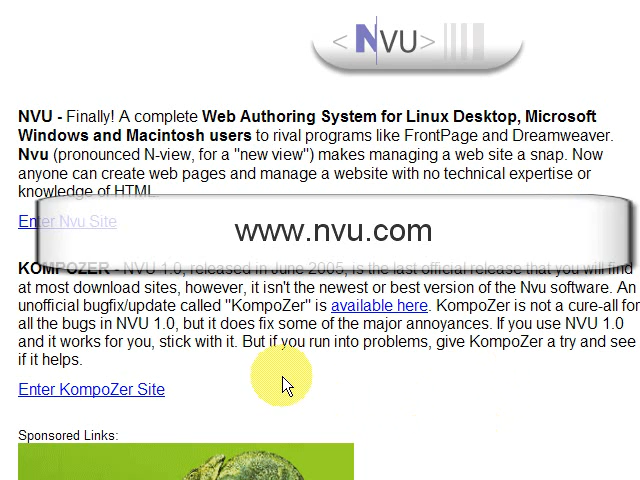 < NVU >
NVU - Finally! A complete Web Authoring System for Linux Desktop, Microsoft
Windows and Macintosh users to rival programs like FrontPage and Dreamweaver.
Nvu (pronounced N-view, for a "new view") makes managing a web site a snap. Now
anyone can create web pages and manage a website with no technical expertise or
knowledge of HTML.
Enter Nvu Site
www.nvu.com
KOMPOZER - NVU 1.0, released in June 2005, is the last official release that you will find
at most download sites, however, it isn't the newest or best version of the Nvu software. An
unofficial bugfix/update called "KompoZer" is available here. KompoZer is not a cure-all for
all the bugs in NVU 1.0, but it does fix some of the major annoyances. If you use NVU 1.0
and it works for you, stick with it. But if you run into problems, give KompoZer a try and see
if it helps.
Enter KompoZer Site
Sponsored Links: